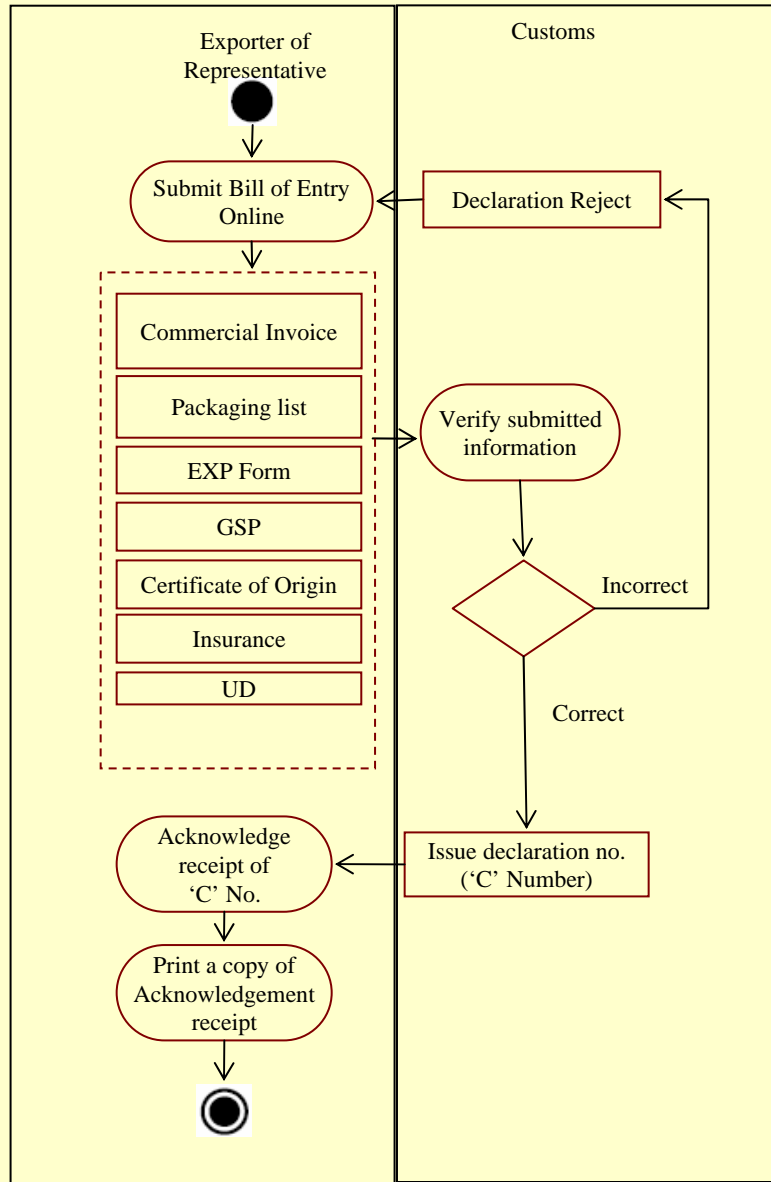 Exporter of
Representative
Customs
Submit Bill of Entry
Online
Declaration Reject
Commercial Invoice
Packaging list
EXP Form
GSP
Certificate of Origin
Insurance
UD
Verify submitted
information
Incorrect
Correct
Issue declaration no.
(‘C’ Number)
Acknowledge
receipt of
‘C’ No.
Print a copy of
Acknowledgement
receipt